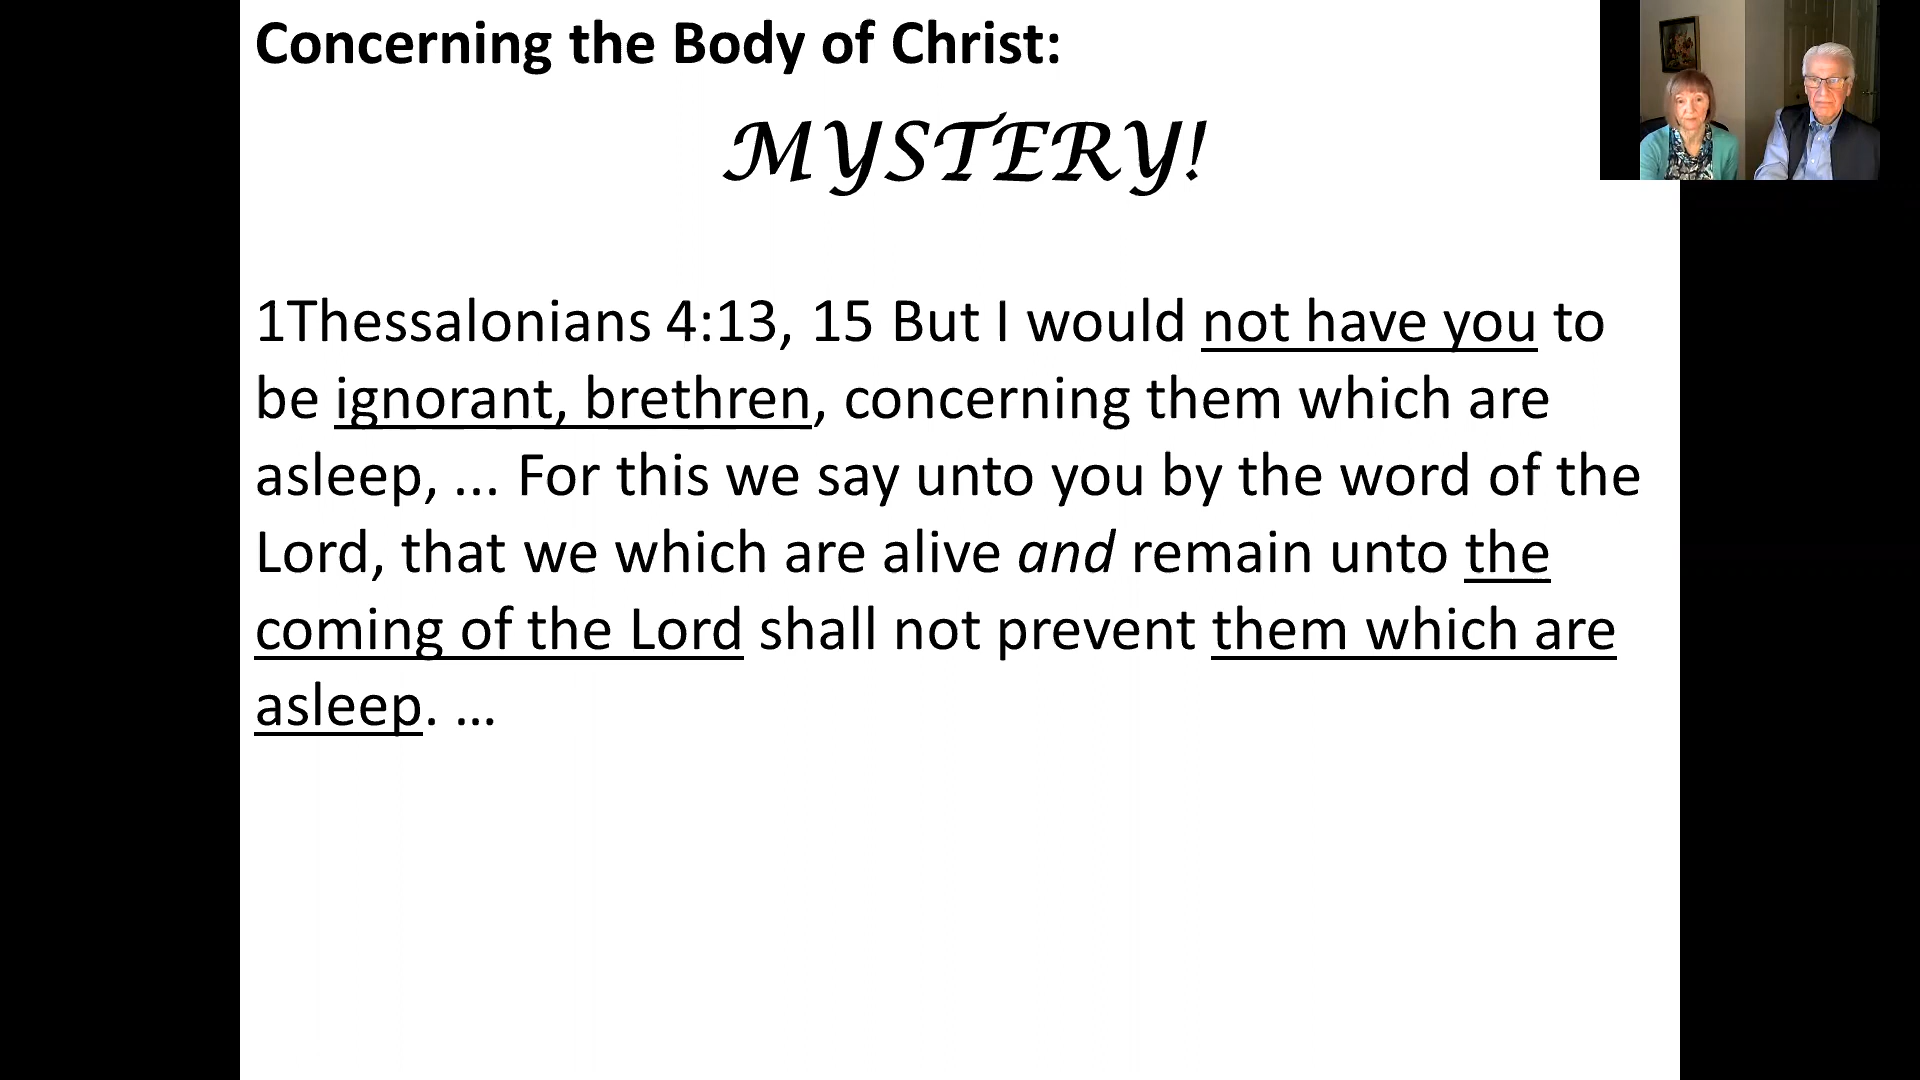 Concerning the Body of Christ:
MYSTERY!
1Thessalonians 4:13, 15 But I would not have you to
be ignorant, brethren, concerning them which are
asleep, ... For this we say unto you by the word of the
Lord, that we which are alive and remain unto the
coming of the Lord shall not prevent them which are
asleep. ...